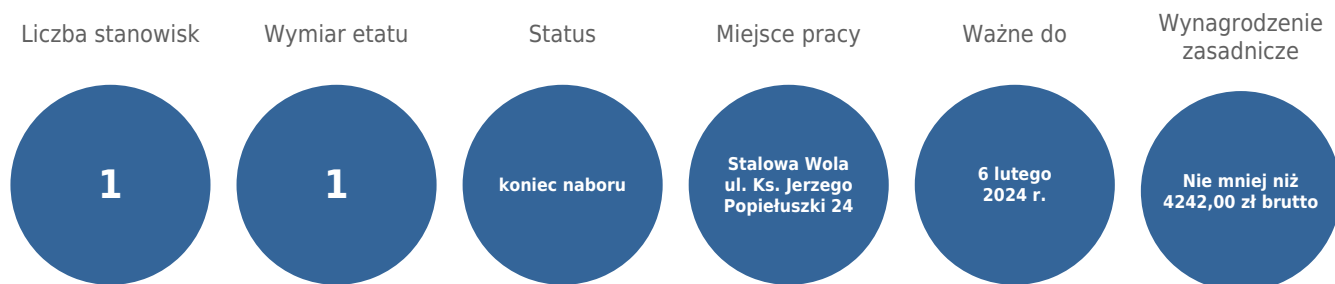 Liczba stanowisk
1
Wymiar etatu
1
Status
koniec naboru
Miejsce pracy
Stalowa Wola
ul. Ks. Jerzego
Popiełuszki 24
Ważne do
6 lutego
2024 r.
Wynagrodzenie
zasadnicze
Nie mniej niż
4242,00 zł brutto